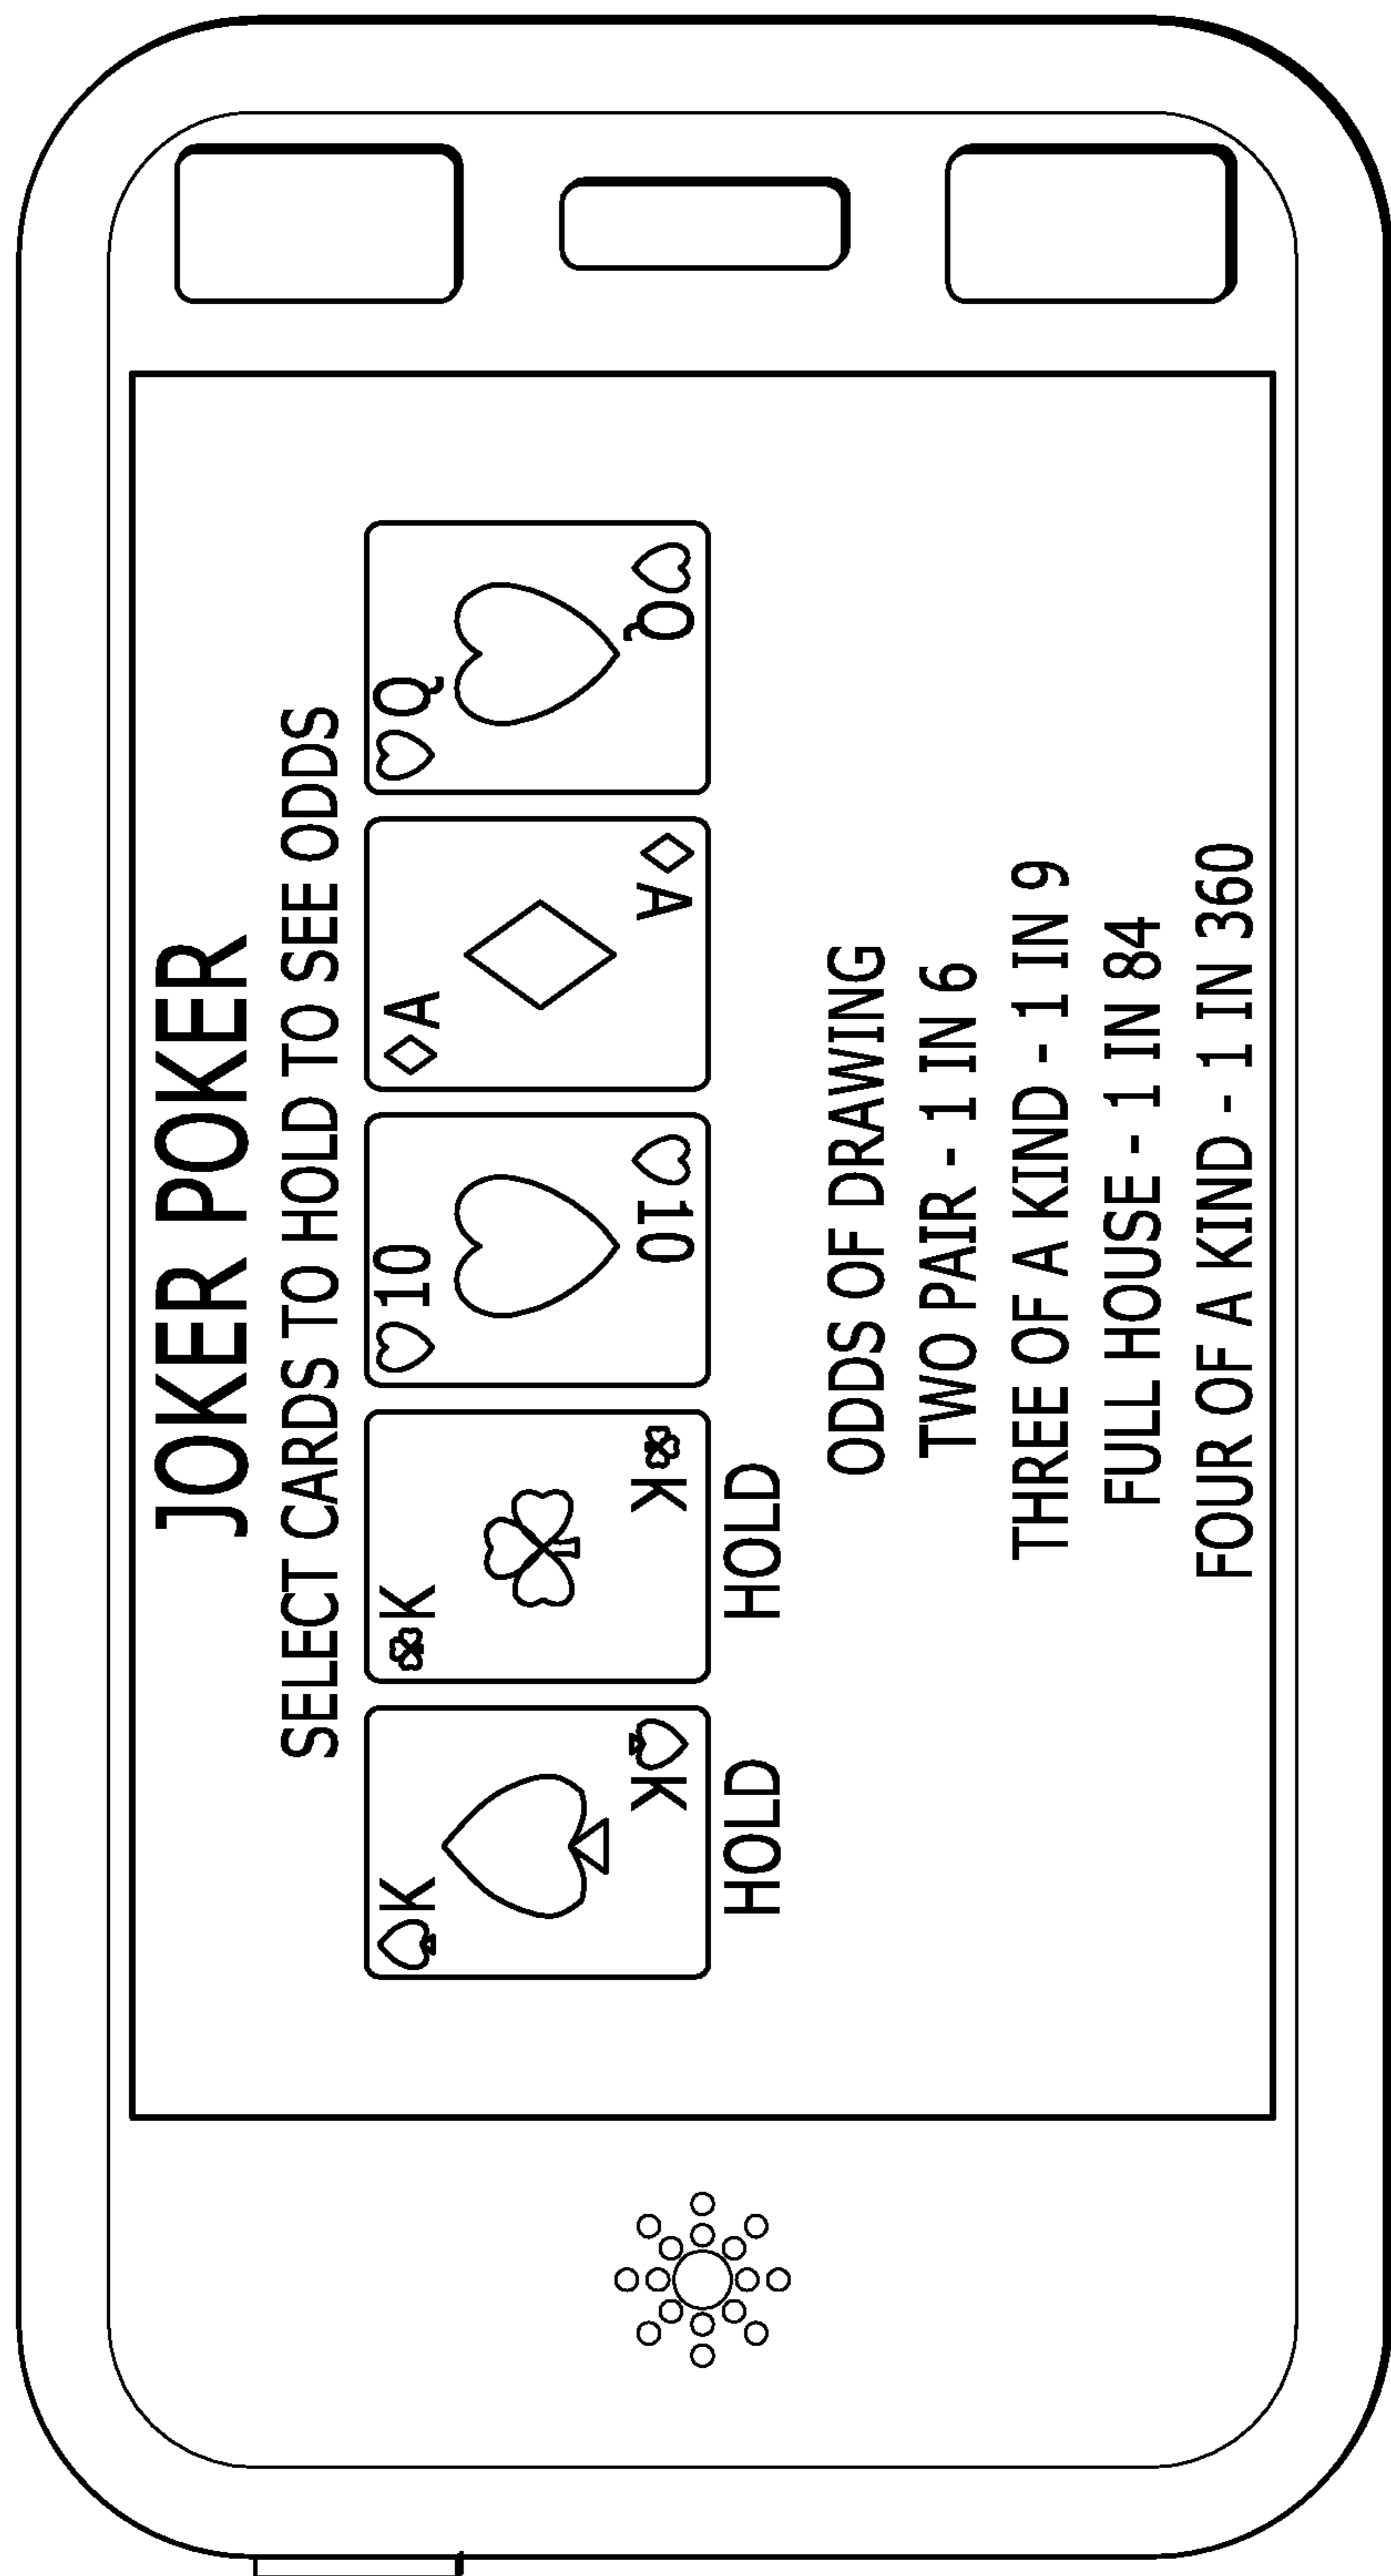 JOKER POKER
SELECT CARDS TO HOLD TO SEE ODDS
K K 10 A Q
K K 10 A Q
HOLD HOLD
ODDS OF DRAWING
TWO PAIR - 1 IN 6
THREE OF A KIND - 1 IN 9
FULL HOUSE - 1 IN 84
FOUR OF A KIND - 1 IN 360